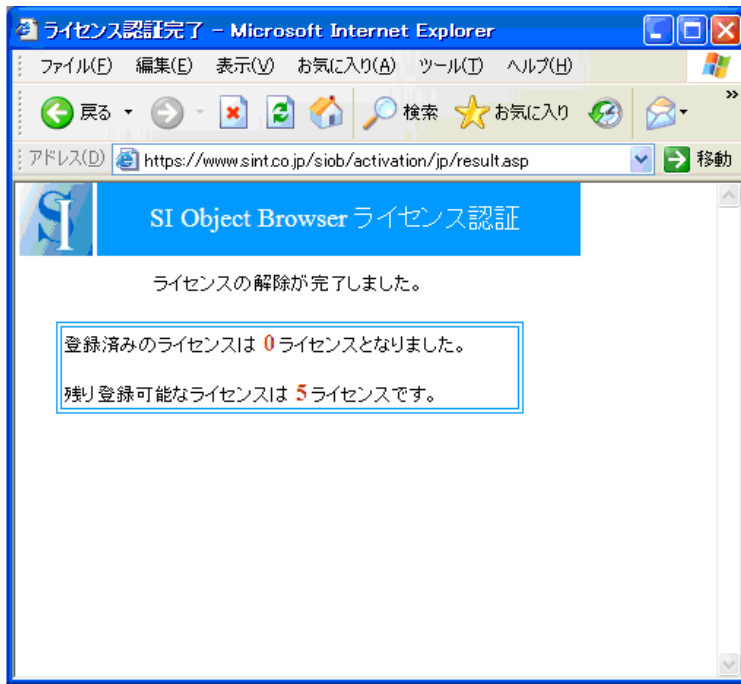 ライセンス認証完了 - Microsoft Internet Explorer
ファイル(F) 編集(E) 表示(V) お気に入り(A) ツール(T) ヘルプ(H)
戻る 検索 お気に入り »
アドレス(D) https://www.sint.co.jp/siob/activation/jp/result.asp 移動
SI SI Object Browser ライセンス認証
ライセンスの解除が完了しました。
登録済みのライセンスは 0 ライセンスとなりました。
残り登録可能なライセンスは 5 ライセンスです。